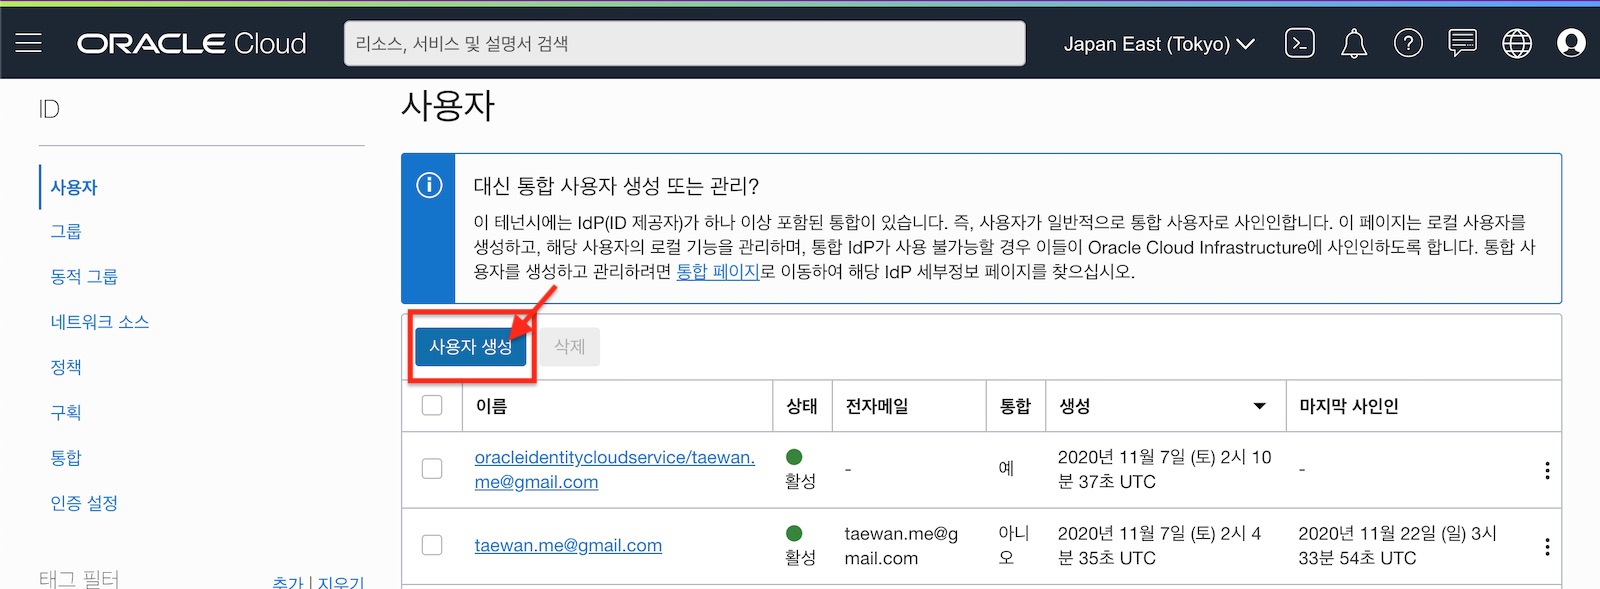 ORACLE Cloud
리소스, 서비스 및 설명서 검색
Japan East (Tokyo)
ID
사용자
그룹
동적 그룹
네트워크 소스
정책
구획
통합
인증 설정
태그 필터
추가 | 지우기
사용자
대신 통합 사용자 생성 또는 관리?
이 테넌시에는 IdP(ID 제공자)가 하나 이상 포함된 통합이 있습니다. 즉, 사용자가 일반적으로 통합 사용자로 사인인합니다. 이 페이지는 로컬 사용자를
생성하고, 해당 사용자의 로컬 기능을 관리하며, 통합 IdP가 사용 불가능할 경우 이들이 Oracle Cloud Infrastructure에 사인인하도록 합니다. 통합 사
용자를 생성하고 관리하려면 통합 페이지로 이동하여 해당 IdP 세부정보 페이지를 찾으십시오.
사용자 생성
삭제
이름 상태 전자메일 통합 생성 마지막 사인인
oracleidentitycloudservice/taewan.
me@gmail.com
활성
-
예
2020년 11월 7일 (토) 2시 10
분 37초 UTC
-
taewan.me@gmail.com
활성
taewan.me@g
mail.com
아니
오
2020년 11월 7일 (토) 2시 4
분 35초 UTC
2020년 11월 22일 (일) 3시
33분 54초 UTC